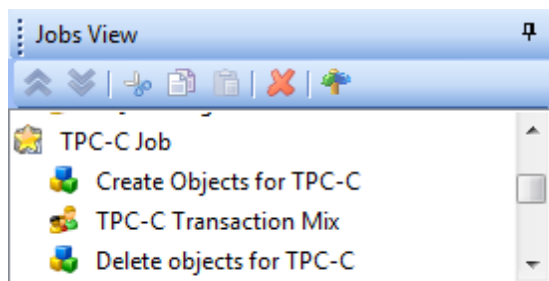 Jobs View
TPC-C Job
Create Objects for TPC-C
TPC-C Transaction Mix
Delete objects for TPC-C